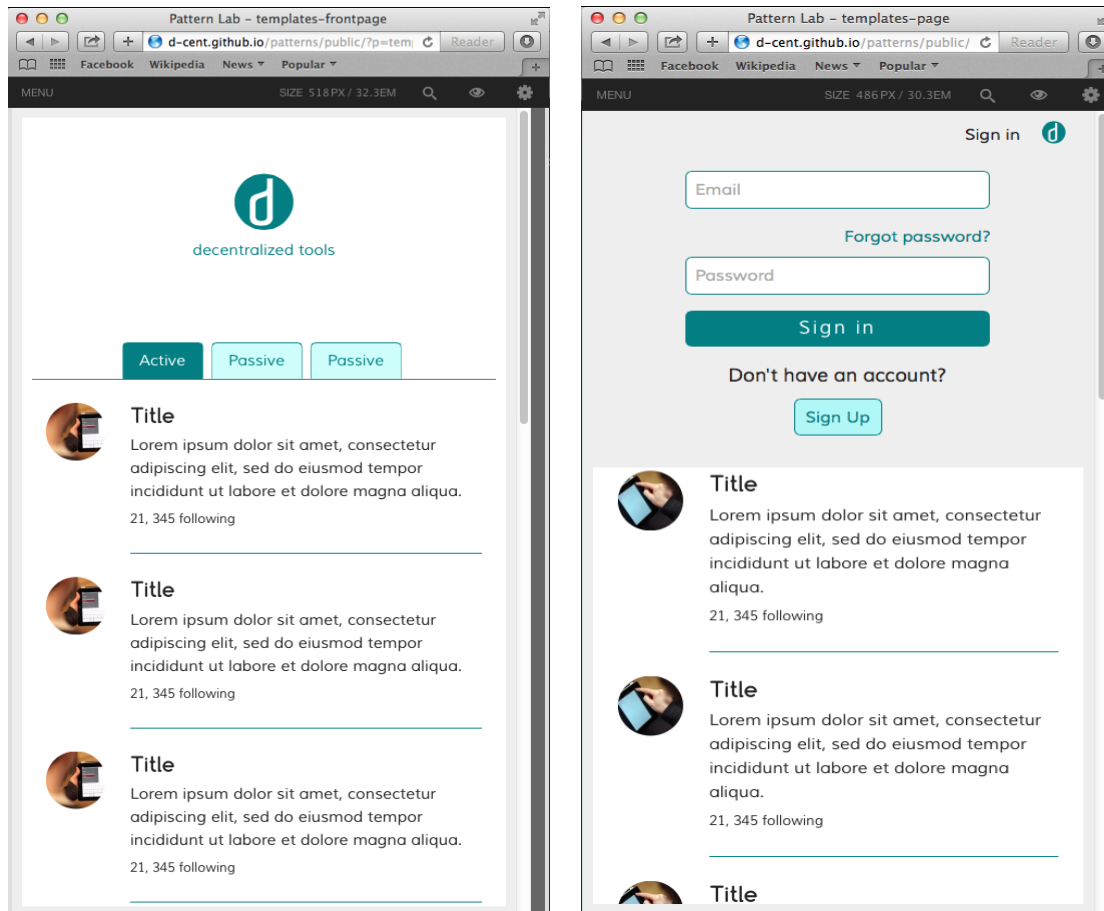 Pattern Lab - templates-frontpage
d-cent.github.io/patterns/public/?p=tem
Reader
Facebook Wikipedia News Popular
MENU
SIZE 518PX / 32.3EM
d
decentralized tools
Active
Passive
Passive
Title
Lorem ipsum dolor sit amet, consectetur
adipiscing elit, sed do eiusmod tempor
incididunt ut labore et dolore magna aliqua.
21, 345 following
Title
Lorem ipsum dolor sit amet, consectetur
adipiscing elit, sed do eiusmod tempor
incididunt ut labore et dolore magna aliqua.
21, 345 following
Title
Lorem ipsum dolor sit amet, consectetur
adipiscing elit, sed do eiusmod tempor
incididunt ut labore et dolore magna aliqua.
21, 345 following
Pattern Lab - templates-page
d-cent.github.io/patterns/public/
Reader
Facebook Wikipedia News Popular
MENU
SIZE 486PX / 30.3EM
Sign in
d
Email
Forgot password?
Password
Sign in
Don't have an account?
Sign Up
Title
Lorem ipsum dolor sit amet, consectetur
adipiscing elit, sed do eiusmod tempor
incididunt ut labore et dolore magna
aliqua.
21, 345 following
Title
Lorem ipsum dolor sit amet, consectetur
adipiscing elit, sed do eiusmod tempor
incididunt ut labore et dolore magna
aliqua.
21, 345 following
Title